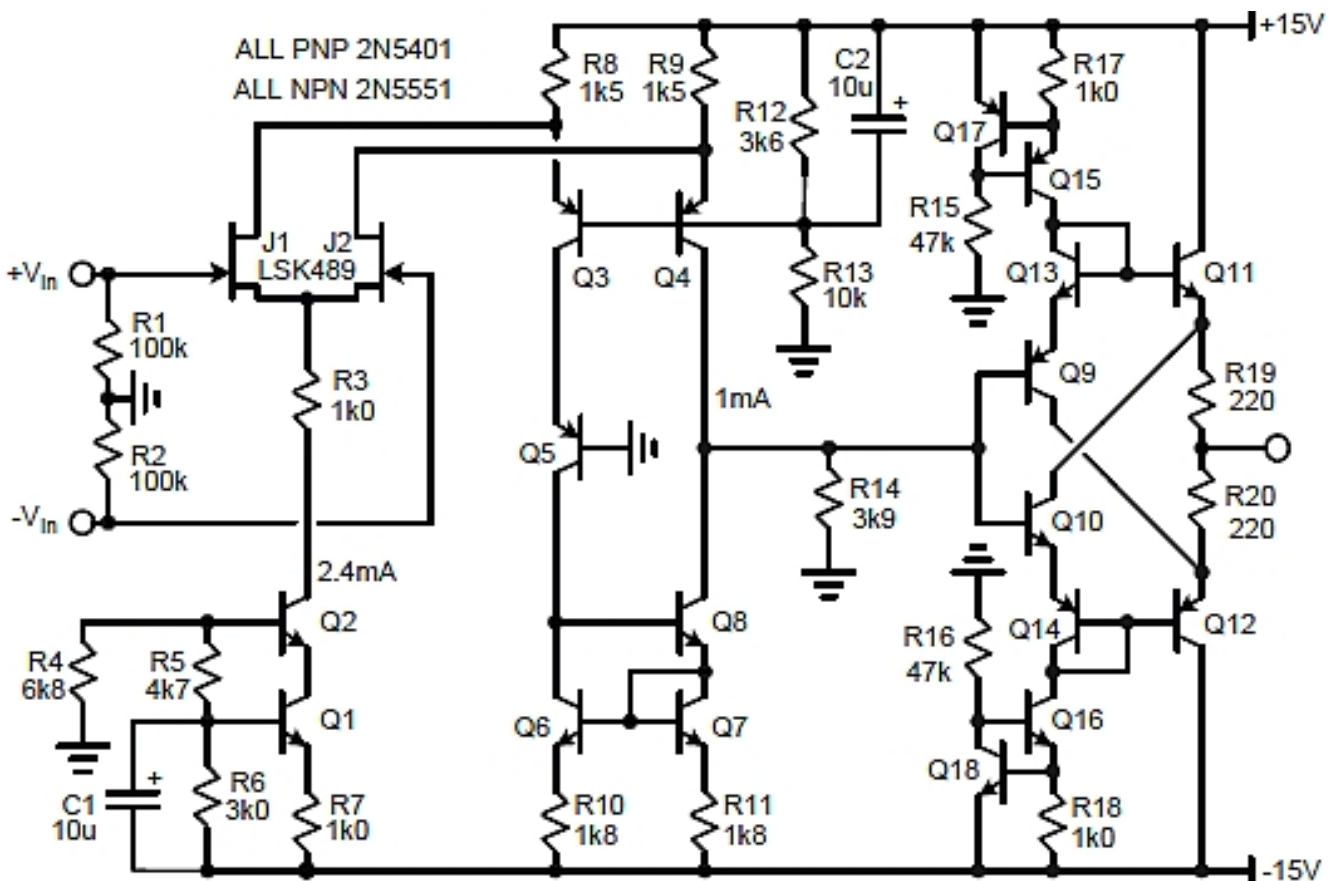 ALL PNP 2N5401
ALL NPN 2N5551
+15V
R8
1k5
R9
1k5
R12
3k6
C2
10u
+
R17
1k0
Q17
Q15
R15
47k
J1
J2
LSK489
Q3
Q4
R13
10k
Q13
Q11
+VIn
R1
100k
R3
1k0
Q9
R19
220
1mA
R2
100k
Q5
R14
3k9
Q10
R20
220
-VIn
2.4mA
Q2
Q8
R16
47k
Q14
Q12
R4
6k8
R5
4k7
Q1
Q6
Q7
Q16
Q18
C1
10u
+
R6
3k0
R7
1k0
R10
1k8
R11
1k8
R18
1k0
-15V